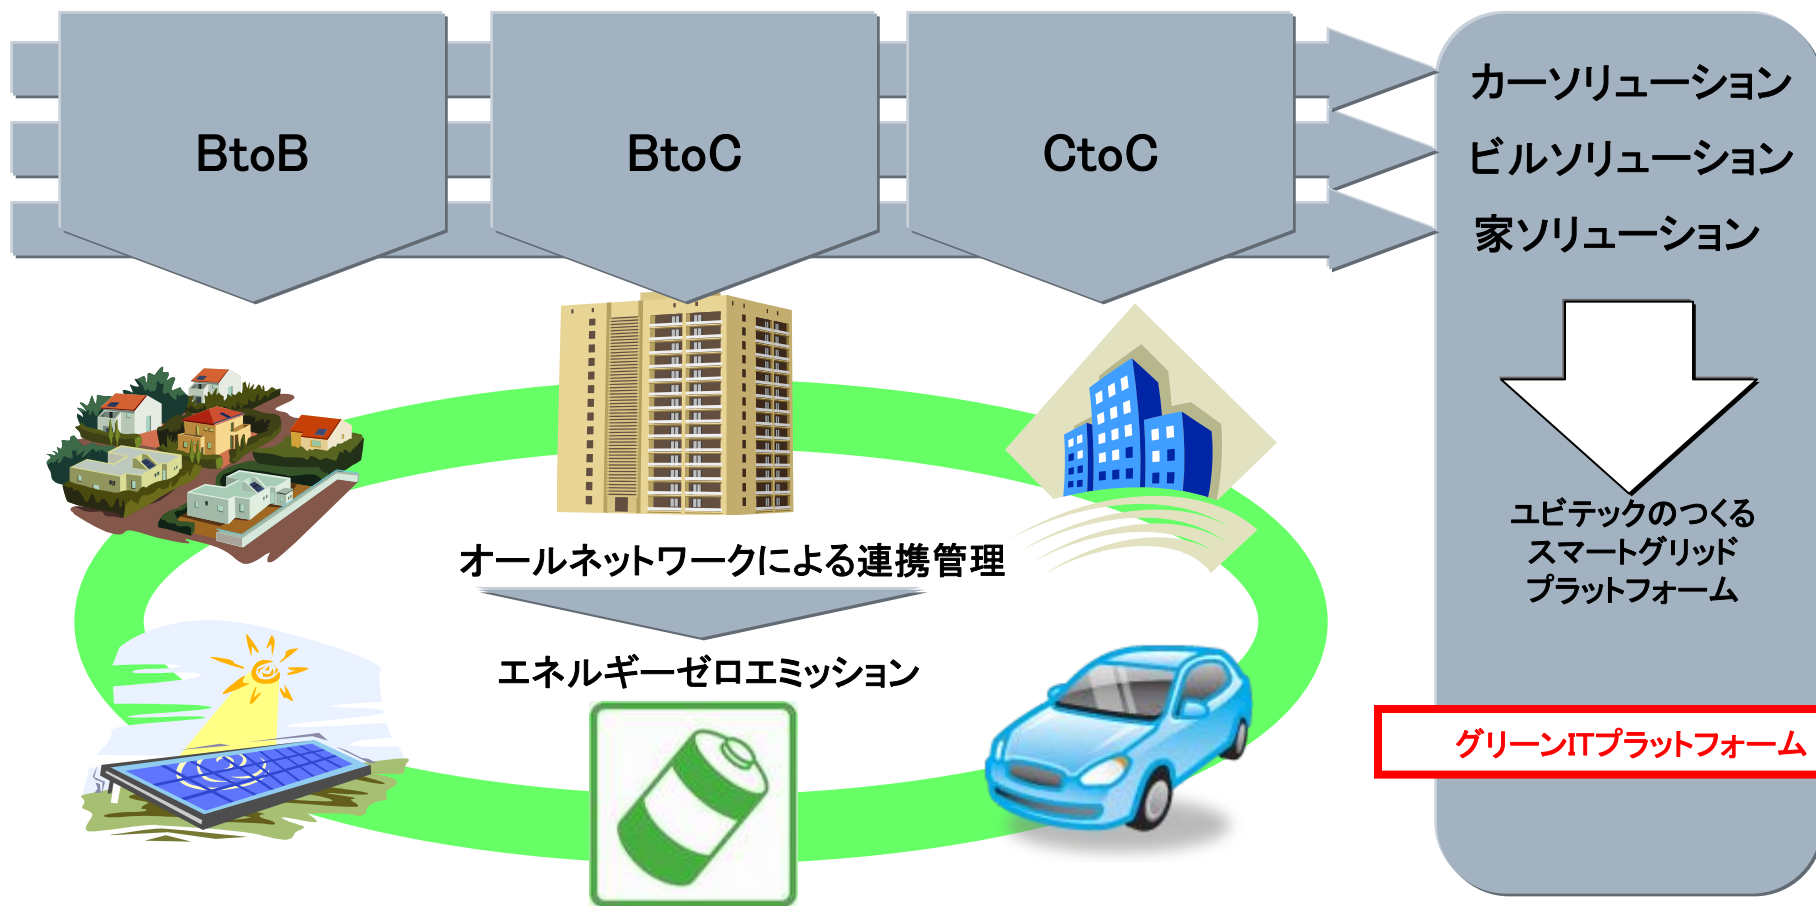 BtoB
BtoC
CtoC
カーソリューション
ビルソリューション
家ソリューション
オールネットワークによる連携管理
エネルギーゼロエミッション
ユビテックのつくる
スマートグリッド
プラットフォーム
グリーンITプラットフォーム